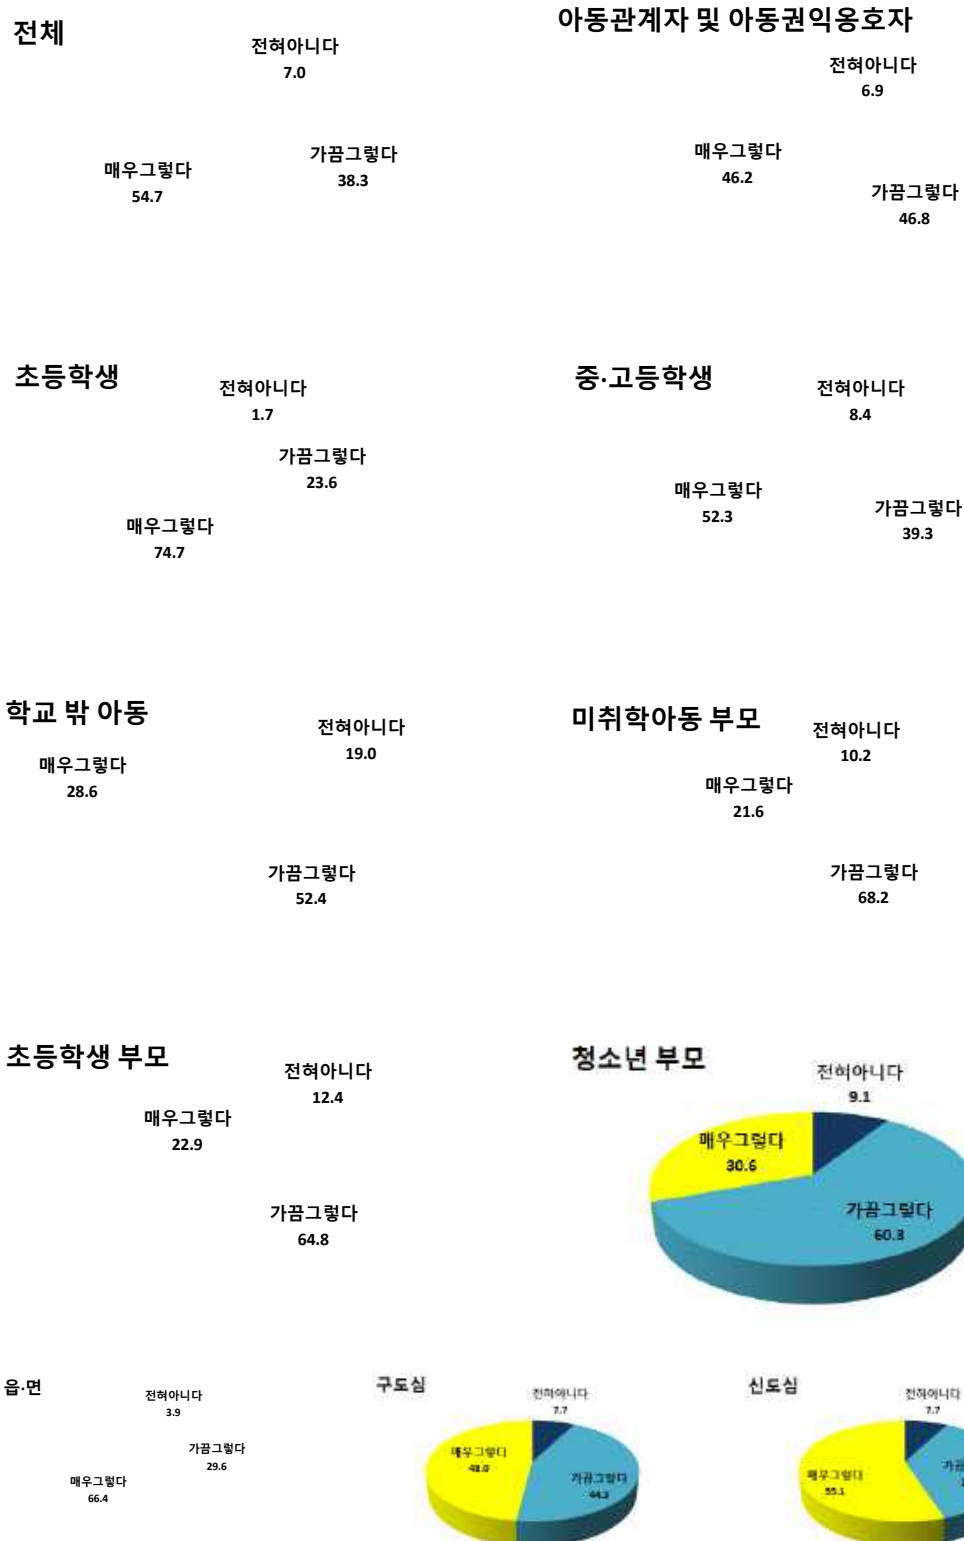 전체
전혀아니다
7.0
가끔그렇다
38.3
매우그렇다
54.7
아동관계자 및 아동권익옹호자
전혀아니다
6.9
매우그렇다
46.2
가끔그렇다
46.8
초등학생
전혀아니다
1.7
가끔그렇다
23.6
매우그렇다
74.7
중·고등학생
전혀아니다
8.4
매우그렇다
52.3
가끔그렇다
39.3
학교 밖 아동
전혀아니다
19.0
매우그렇다
28.6
가끔그렇다
52.4
미취학아동 부모
전혀아니다
10.2
매우그렇다
21.6
가끔그렇다
68.2
초등학생 부모
전혀아니다
12.4
매우그렇다
22.9
가끔그렇다
64.8
청소년 부모
전혀아니다
9.1
매우그렇다
30.6
가끔그렇다
60.3
읍·면
전혀아니다
3.9
가끔그렇다
29.6
매우그렇다
66.4
구도심
전혀아니다
7.7
매우그렇다
48.0
가끔그렇다
44.3
신도심
전혀아니다
7.7
매우그렇다
55.1